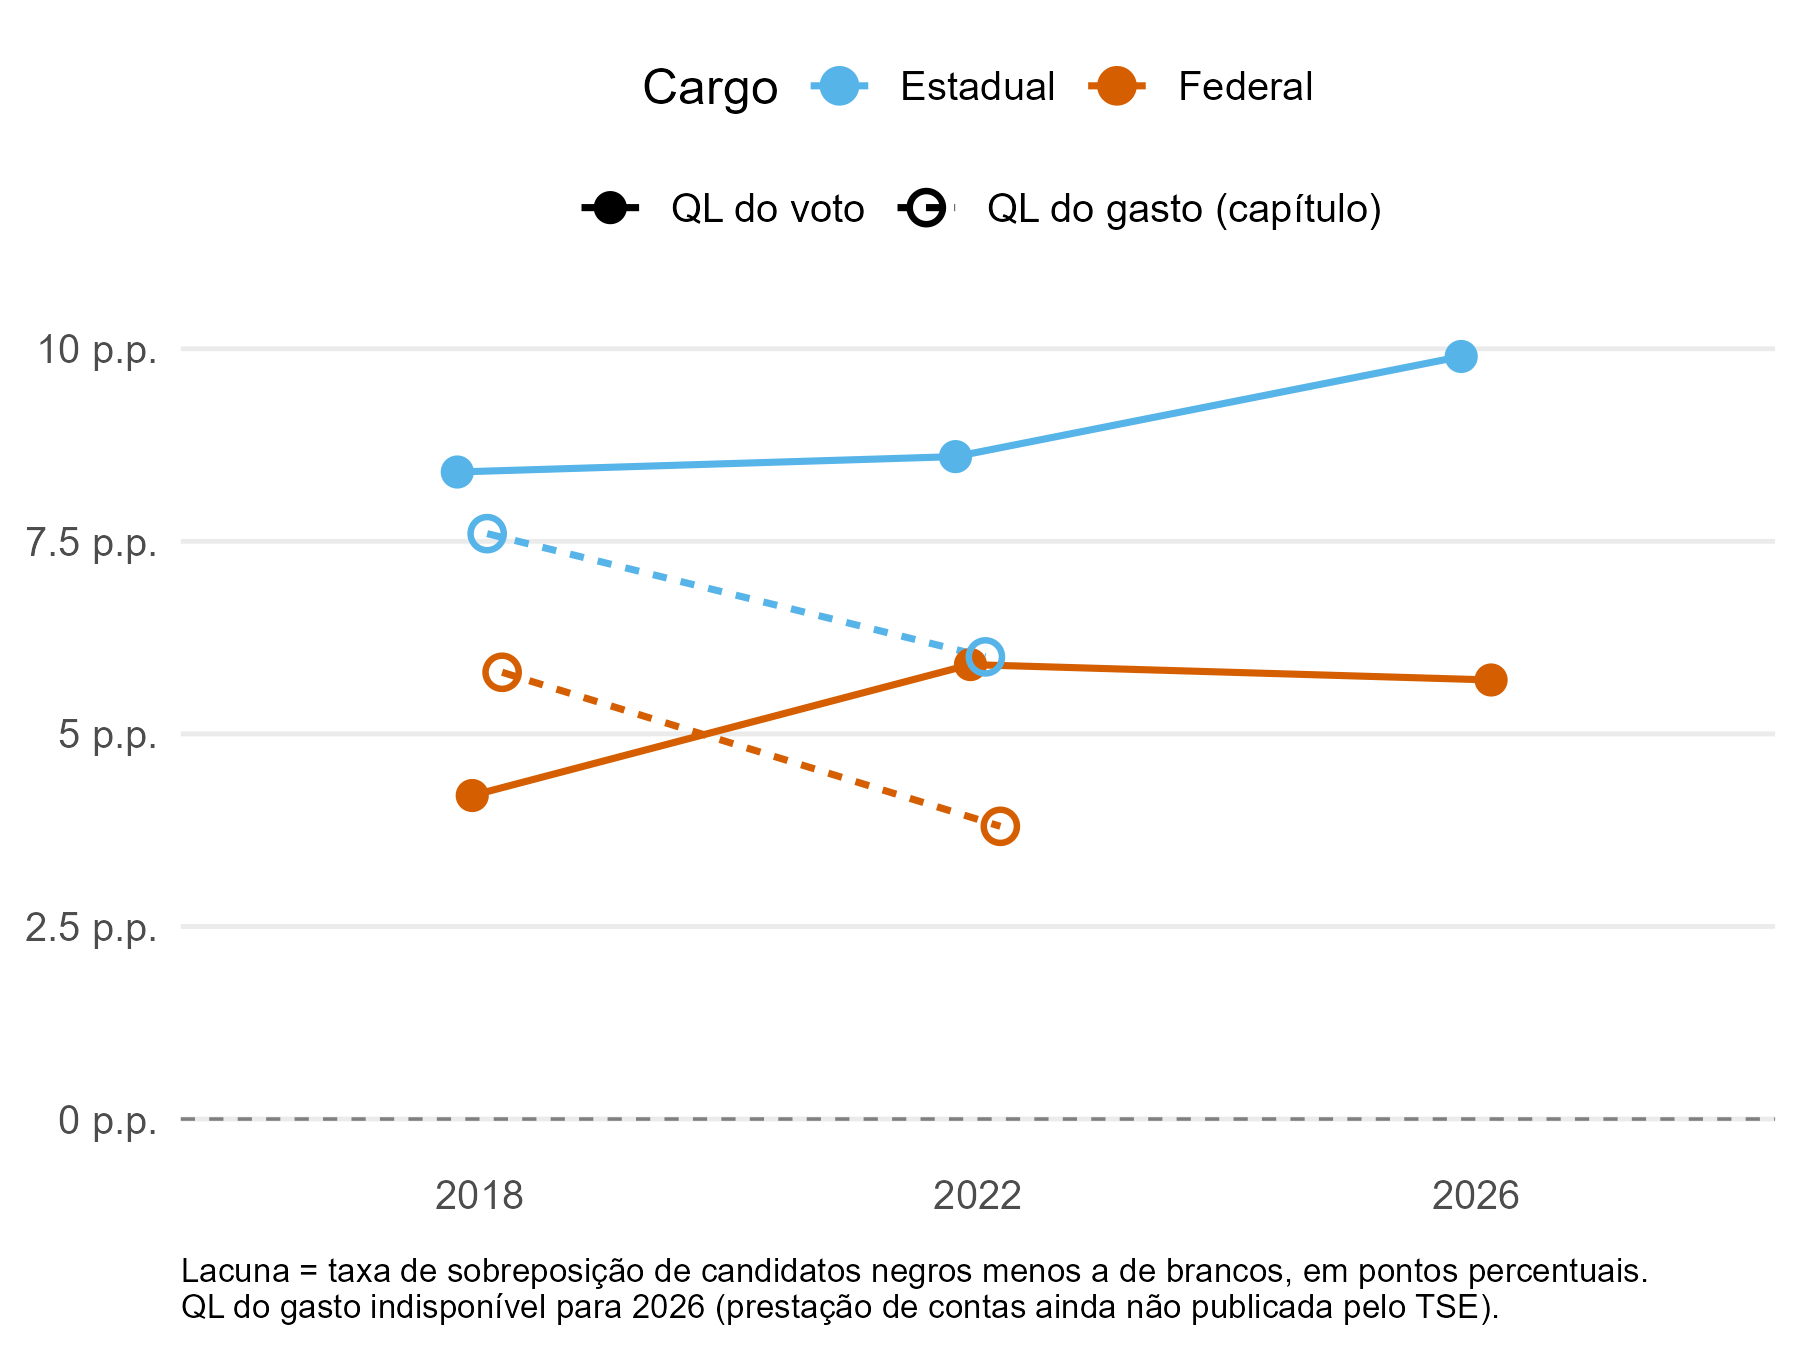 Cargo Estadual Federal
QL do voto QL do gasto (capítulo)
10 p.p.
7.5 p.p.
5 p.p.
2.5 p.p.
0 p.p.
2018 2022 2026
Lacuna = taxa de sobreposição de candidatos negros menos a de brancos, em pontos percentuais.
QL do gasto indisponível para 2026 (prestação de contas ainda não publicada pelo TSE).